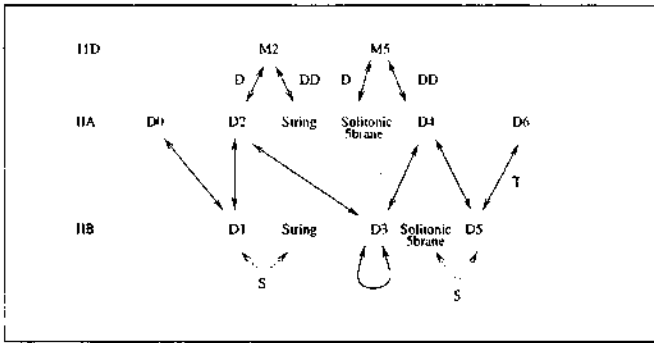 11D M2 M5
D DD D DD
IIA D0 D2 String Solitonic 5brane D4 D6
T
IIB D1 String D3 Solitonic 5brane D5
S S